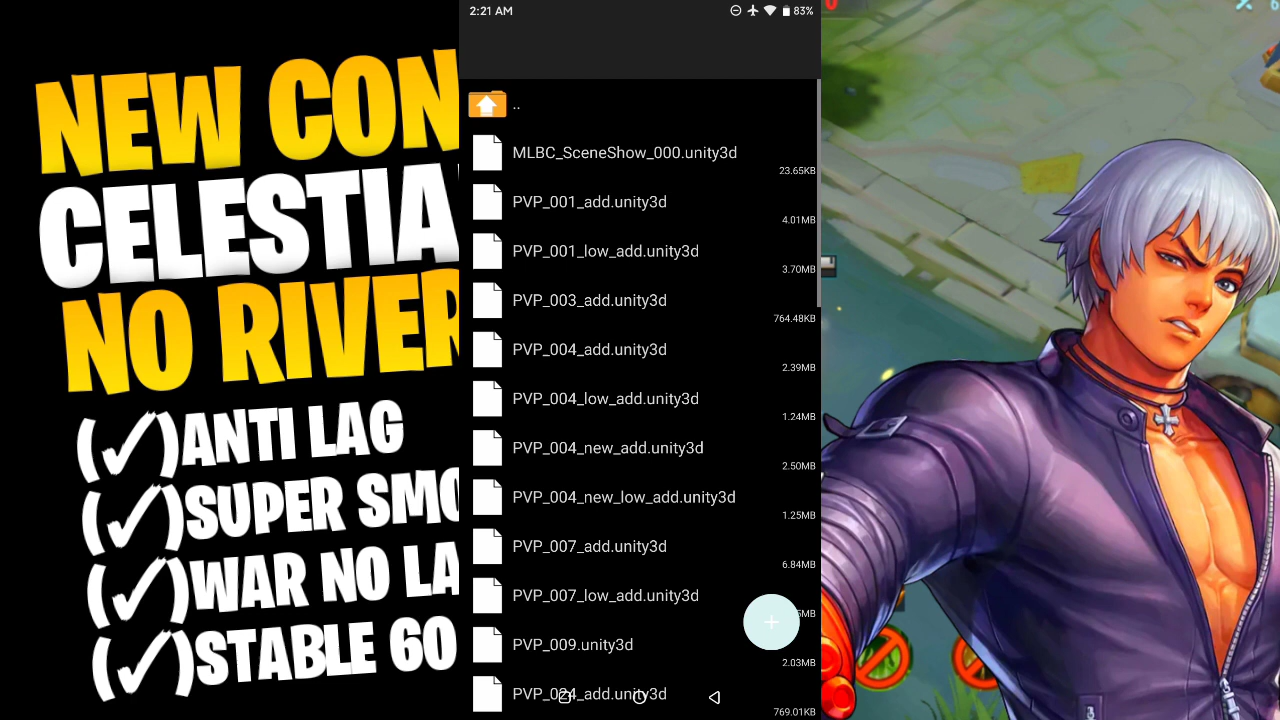 NEW CON
CELESTIA
NO RIVER
(✓)ANTI LAG
(✓)SUPER SMO
(✓)WAR NO LA
(✓)STABLE 60
2:21 AM
83%
..
MLBC_SceneShow_000.unity3d
23.65KB
PVP_001_add.unity3d
4.01MB
PVP_001_low_add.unity3d
3.70MB
PVP_003_add.unity3d
764.48KB
PVP_004_add.unity3d
2.39MB
PVP_004_low_add.unity3d
1.24MB
PVP_004_new_add.unity3d
2.50MB
PVP_004_new_low_add.unity3d
1.25MB
PVP_007_add.unity3d
6.84MB
PVP_007_low_add.unity3d
5MB
PVP_009.unity3d
2.03MB
PVP_024_add.unity3d
769.01KB